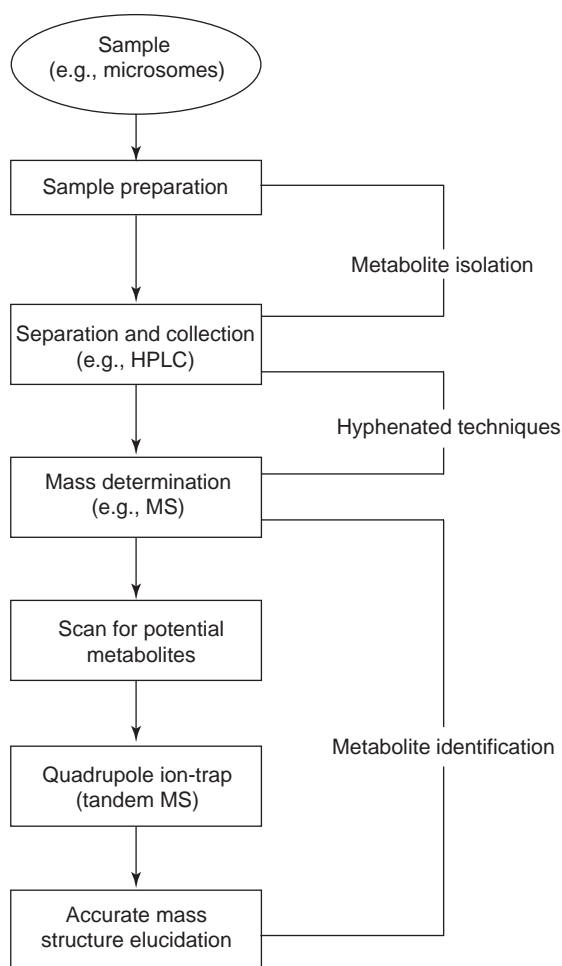 Sample
(e.g., microsomes)
Sample preparation
Metabolite isolation
Separation and collection
(e.g., HPLC)
Hyphenated techniques
Mass determination
(e.g., MS)
Scan for potential
metabolites
Metabolite identification
Quadrupole ion-trap
(tandem MS)
Accurate mass
structure elucidation